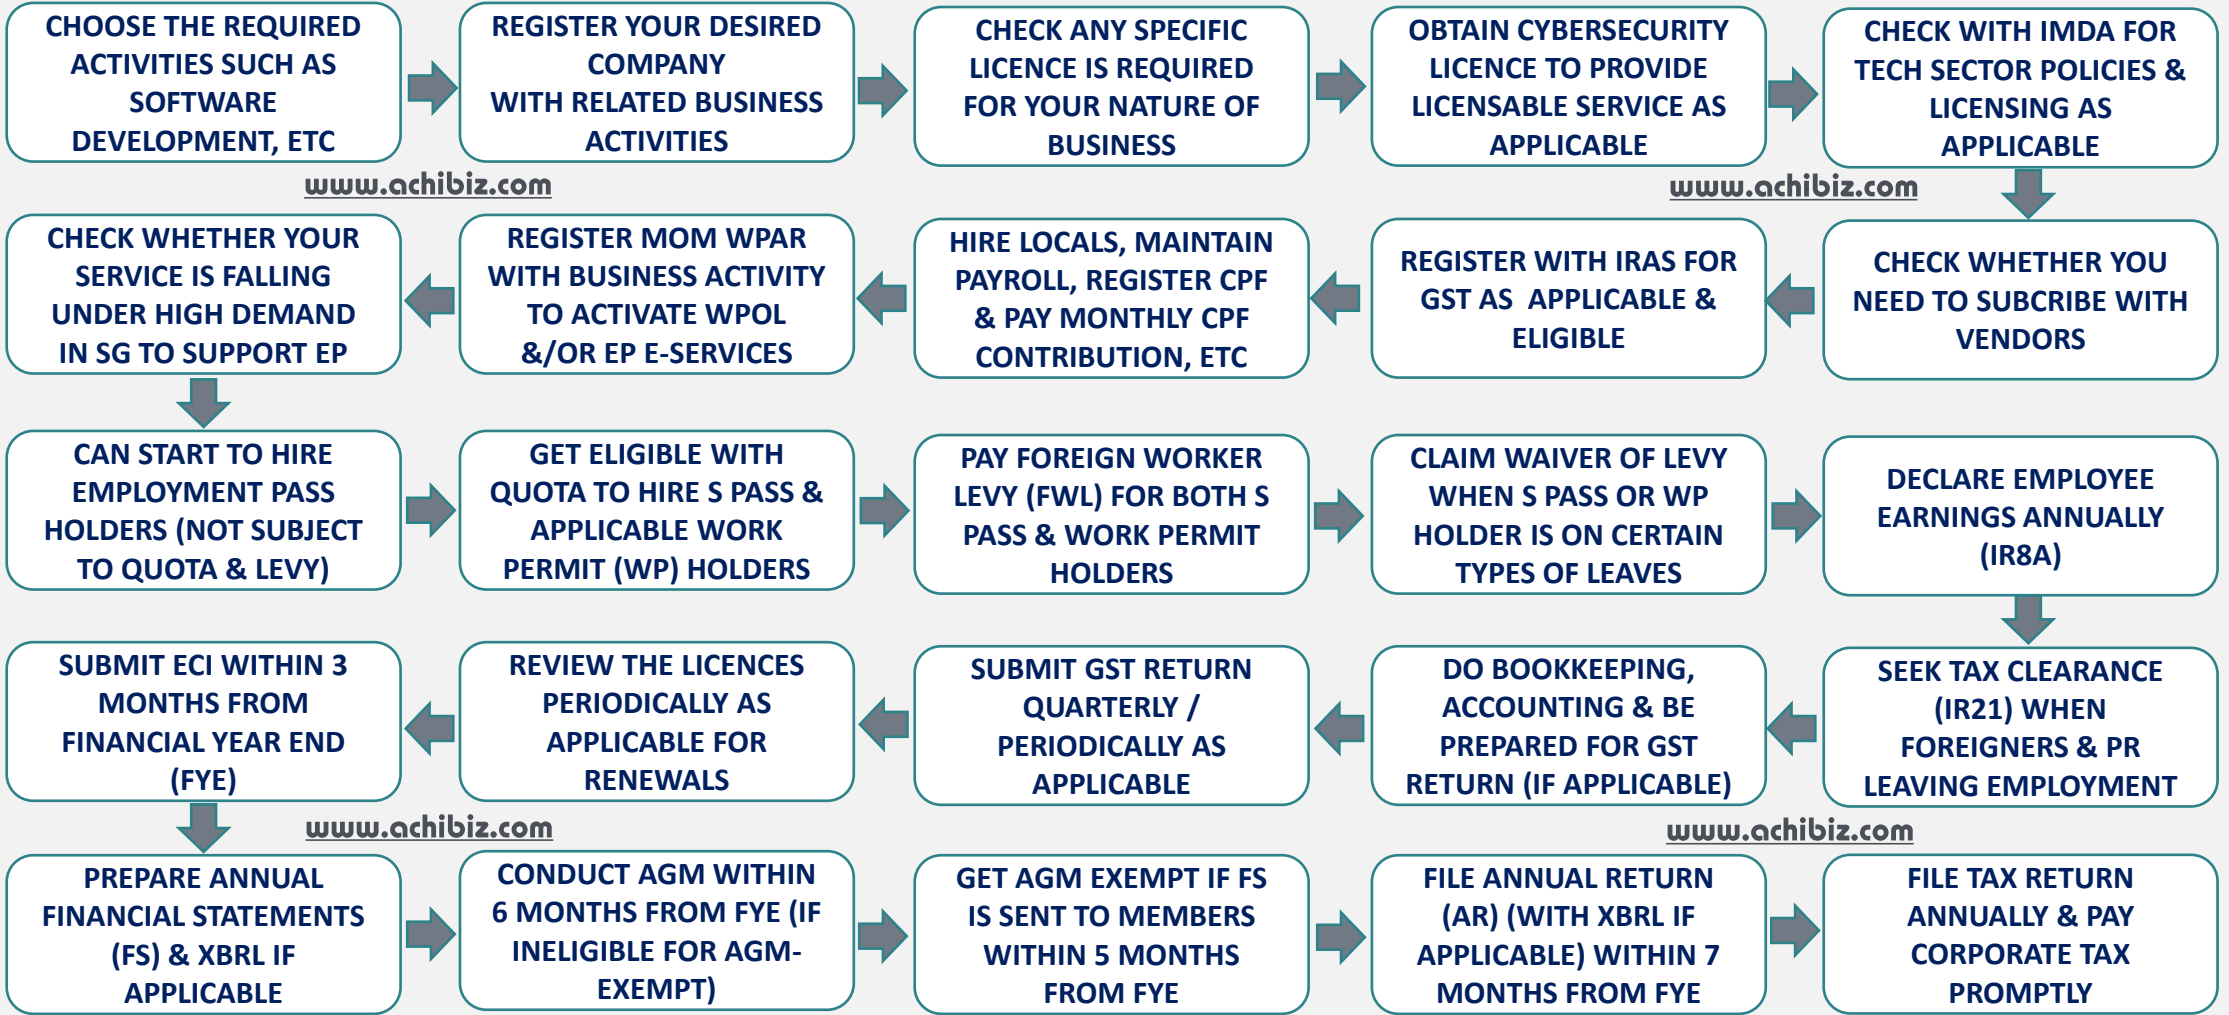 CHOOSE THE REQUIRED
ACTIVITIES SUCH AS
SOFTWARE
DEVELOPMENT, ETC
REGISTER YOUR DESIRED
COMPANY
WITH RELATED BUSINESS
ACTIVITIES
CHECK ANY SPECIFIC
LICENCE IS REQUIRED
FOR YOUR NATURE OF
BUSINESS
OBTAIN CYBERSECURITY
LICENCE TO PROVIDE
LICENSABLE SERVICE AS
APPLICABLE
CHECK WITH IMDA FOR
TECH SECTOR POLICIES &
LICENSING AS
APPLICABLE
www.achibiz.com
www.achibiz.com
CHECK WHETHER YOU
NEED TO SUBCRIBE WITH
VENDORS
REGISTER WITH IRAS FOR
GST AS APPLICABLE &
ELIGIBLE
HIRE LOCALS, MAINTAIN
PAYROLL, REGISTER CPF
& PAY MONTHLY CPF
CONTRIBUTION, ETC
REGISTER MOM WPAR
WITH BUSINESS ACTIVITY
TO ACTIVATE WPOL
&/OR EP E-SERVICES
CHECK WHETHER YOUR
SERVICE IS FALLING
UNDER HIGH DEMAND
IN SG TO SUPPORT EP
CAN START TO HIRE
EMPLOYMENT PASS
HOLDERS (NOT SUBJECT
TO QUOTA & LEVY)
GET ELIGIBLE WITH
QUOTA TO HIRE S PASS &
APPLICABLE WORK
PERMIT (WP) HOLDERS
PAY FOREIGN WORKER
LEVY (FWL) FOR BOTH S
PASS & WORK PERMIT
HOLDERS
CLAIM WAIVER OF LEVY
WHEN S PASS OR WP
HOLDER IS ON CERTAIN
TYPES OF LEAVES
DECLARE EMPLOYEE
EARNINGS ANNUALLY
(IR8A)
SEEK TAX CLEARANCE
(IR21) WHEN
FOREIGNERS & PR
LEAVING EMPLOYMENT
DO BOOKKEEPING,
ACCOUNTING & BE
PREPARED FOR GST
RETURN (IF APPLICABLE)
SUBMIT GST RETURN
QUARTERLY /
PERIODICALLY AS
APPLICABLE
REVIEW THE LICENCES
PERIODICALLY AS
APPLICABLE FOR
RENEWALS
SUBMIT ECI WITHIN 3
MONTHS FROM
FINANCIAL YEAR END
(FYE)
www.achibiz.com
www.achibiz.com
PREPARE ANNUAL
FINANCIAL STATEMENTS
(FS) & XBRL IF
APPLICABLE
CONDUCT AGM WITHIN
6 MONTHS FROM FYE (IF
INELIGIBLE FOR AGM-
EXEMPT)
GET AGM EXEMPT IF FS
IS SENT TO MEMBERS
WITHIN 5 MONTHS
FROM FYE
FILE ANNUAL RETURN
(AR) (WITH XBRL IF
APPLICABLE) WITHIN 7
MONTHS FROM FYE
FILE TAX RETURN
ANNUALLY & PAY
CORPORATE TAX
PROMPTLY